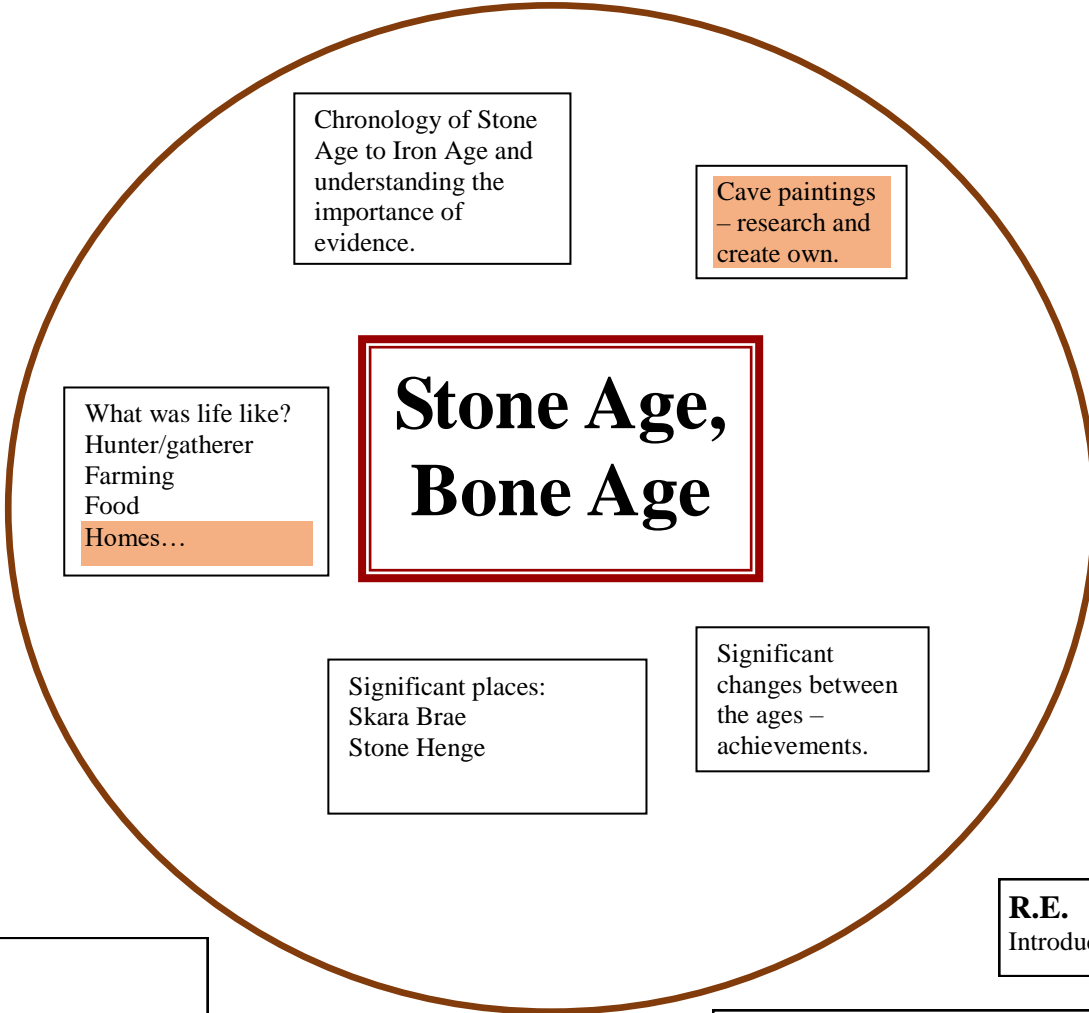 Chronology of Stone
Age to Iron Age and
understanding the
importance of
evidence.
Cave paintings
– research and
create own.
Stone Age,
Bone Age
What was life like?
Hunter/gatherer
Farming
Food
Homes…
Significant places:
Skara Brae
Stone Henge
Significant
changes between
the ages –
achievements.
R.E.